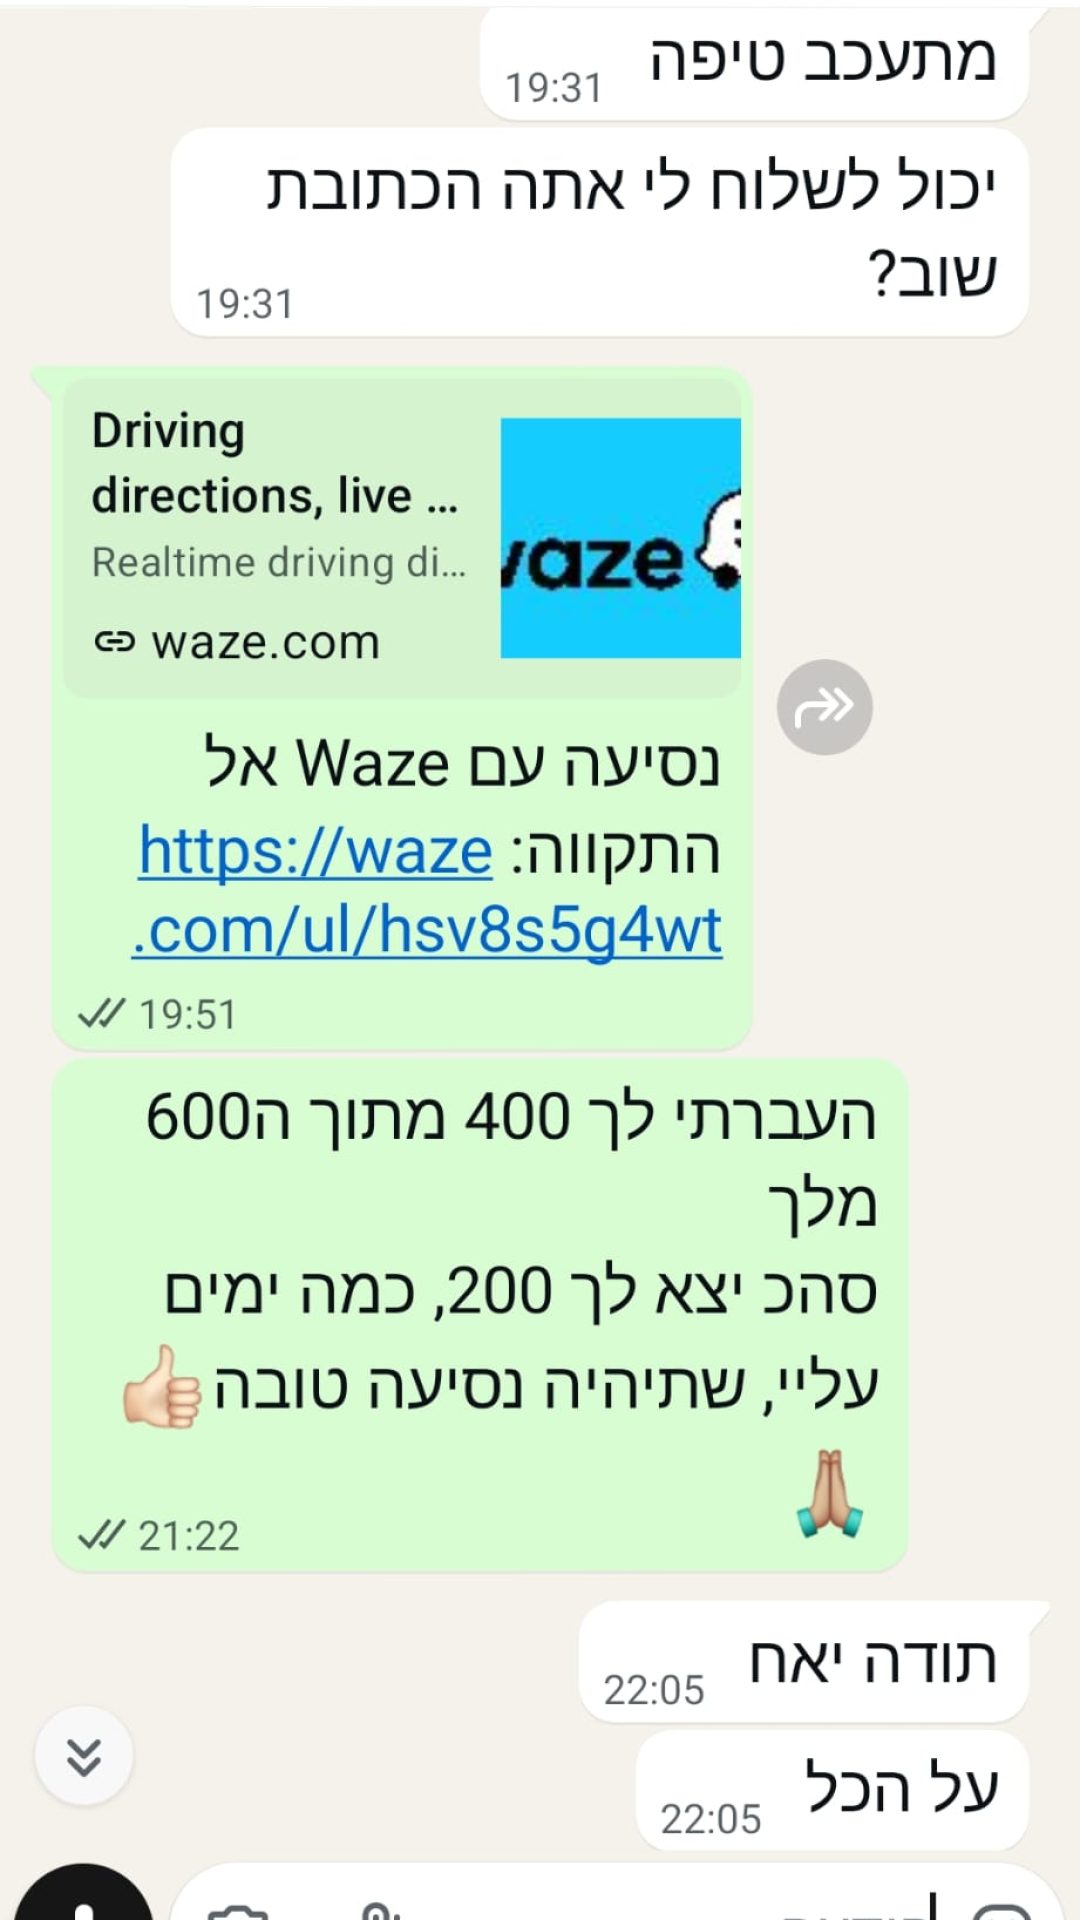 מתעכב טיפה
19:31
יכול לשלוח לי אתה הכתובת
שוב?
19:31
Driving
directions, live ...
Realtime driving di...
waze.com
waze
נסיעה עם Waze אל
התקווה: https://waze
.com/ul/hsv8s5g4wt
19:51
העברתי לך 400 מתוך ה600
מלך
סהכ יצא לך 200, כמה ימים
עליי, שתיהיה נסיעה טובה👍🏻
🙏🏼
21:22
תודה יאח
22:05
על הכל
22:05